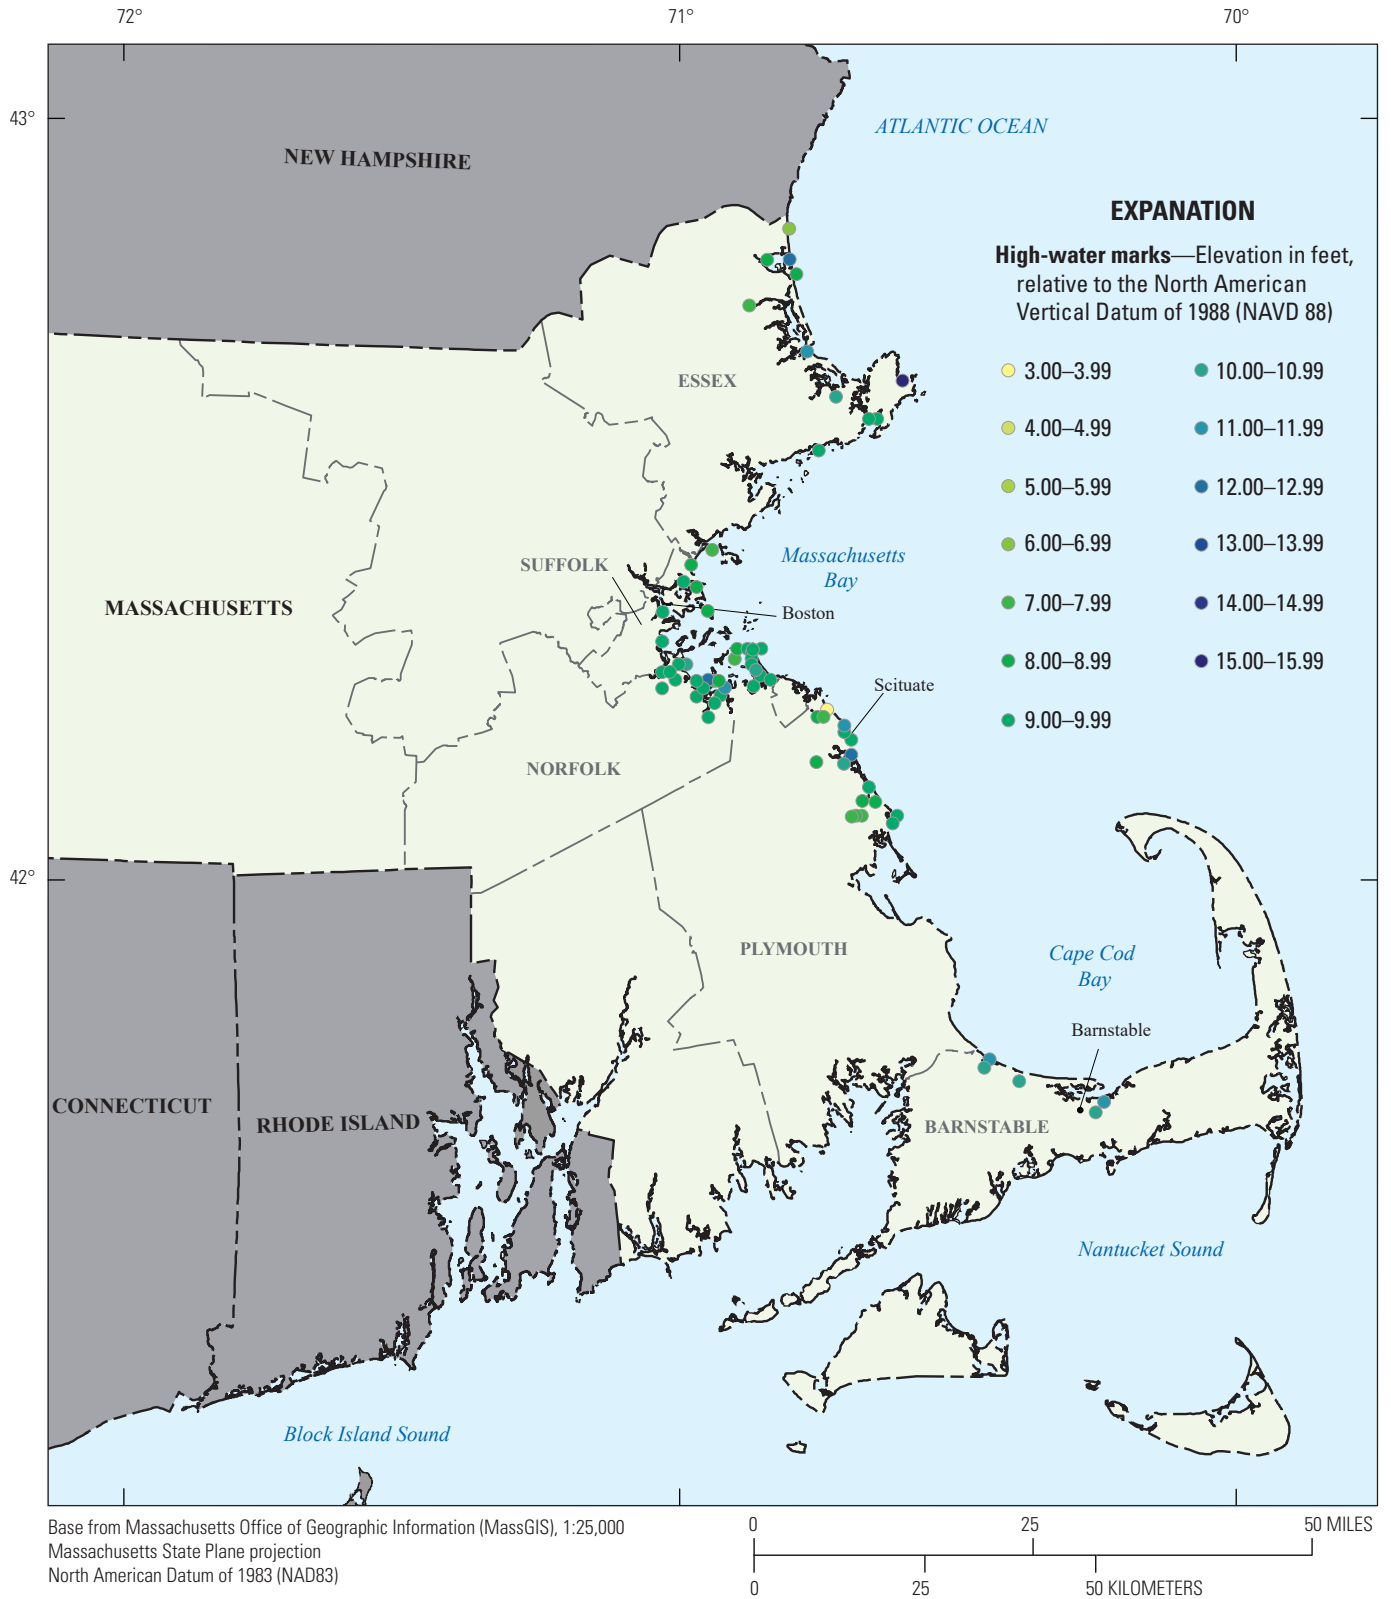 72°
71°
70°
43°
ATLANTIC OCEAN
NEW HAMPSHIRE
EXPANATION
High-water marks—Elevation in feet,
relative to the North American
Vertical Datum of 1988 (NAVD 88)
3.00–3.99
4.00–4.99
5.00–5.99
6.00–6.99
7.00–7.99
8.00–8.99
9.00–9.99
10.00–10.99
11.00–11.99
12.00–12.99
13.00–13.99
14.00–14.99
15.00–15.99
ESSEX
SUFFOLK
Massachusetts
Bay
MASSACHUSETTS
Boston
Scituate
NORFOLK
42°
PLYMOUTH
Cape Cod
Bay
Barnstable
CONNECTICUT
RHODE ISLAND
BARNSTABLE
Nantucket Sound
Block Island Sound
Base from Massachusetts Office of Geographic Information (MassGIS), 1:25,000
Massachusetts State Plane projection
North American Datum of 1983 (NAD83)
0
25
50 MILES
0
25
50 KILOMETERS